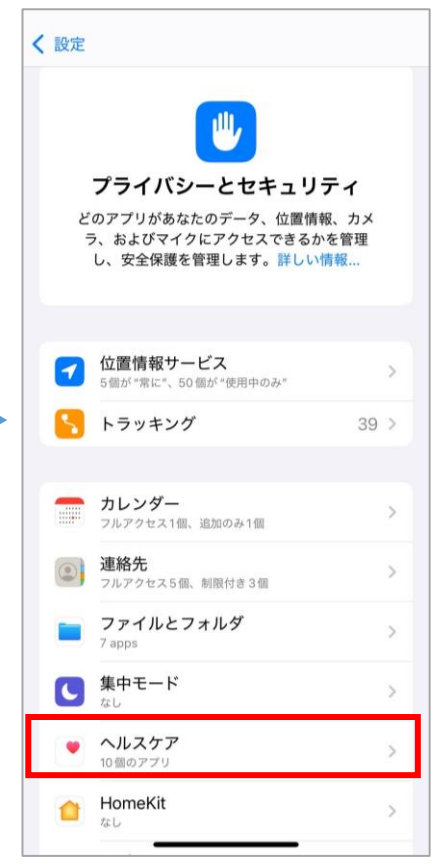 設定
プライバシーとセキュリティ
どのアプリがあなたのデータ、位置情報、カメ
ラ、およびマイクにアクセスできるかを管理
し、安全保護を管理します。詳しい情報...
位置情報サービス
5個が"常に"、50個が"使用中のみ"
トラッキング 39
カレンダー
フルアクセス1個、追加のみ1個
連絡先
フルアクセス5個、制限付き3個
ファイルとフォルダ
7 apps
集中モード
なし
ヘルスケア
10個のアプリ
HomeKit
なし